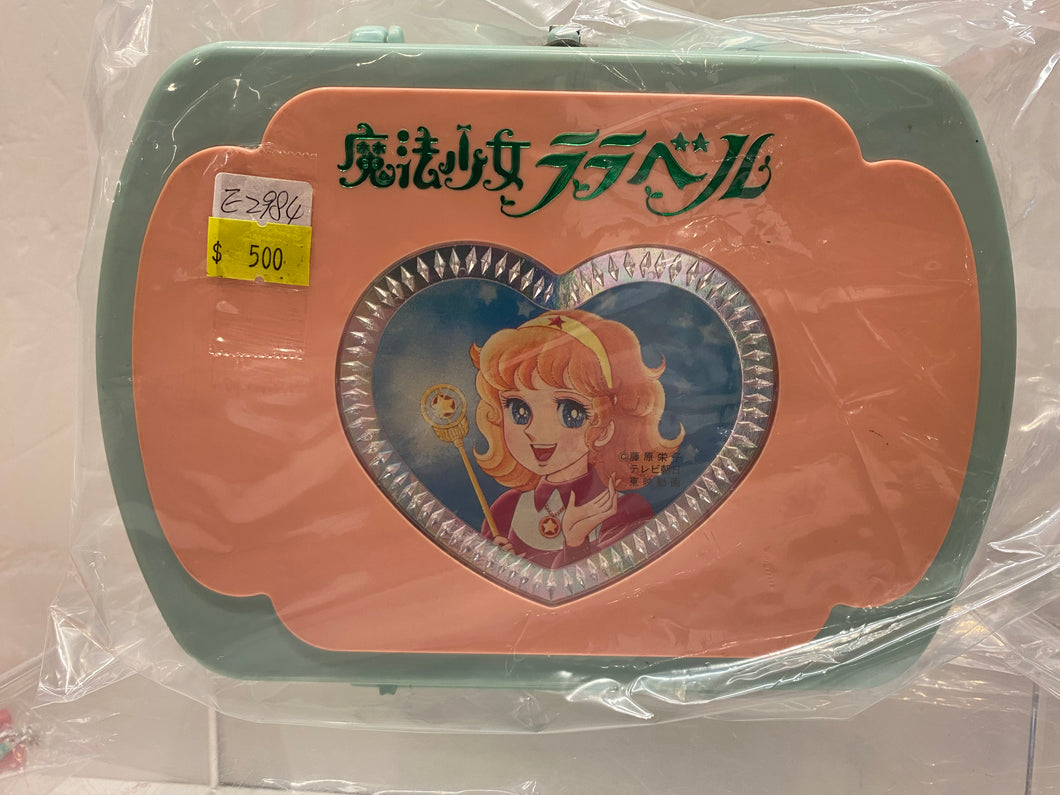 魔法少女ララベル
E2984
$ 500
©藤原栄子
テレビ朝日
東映動画